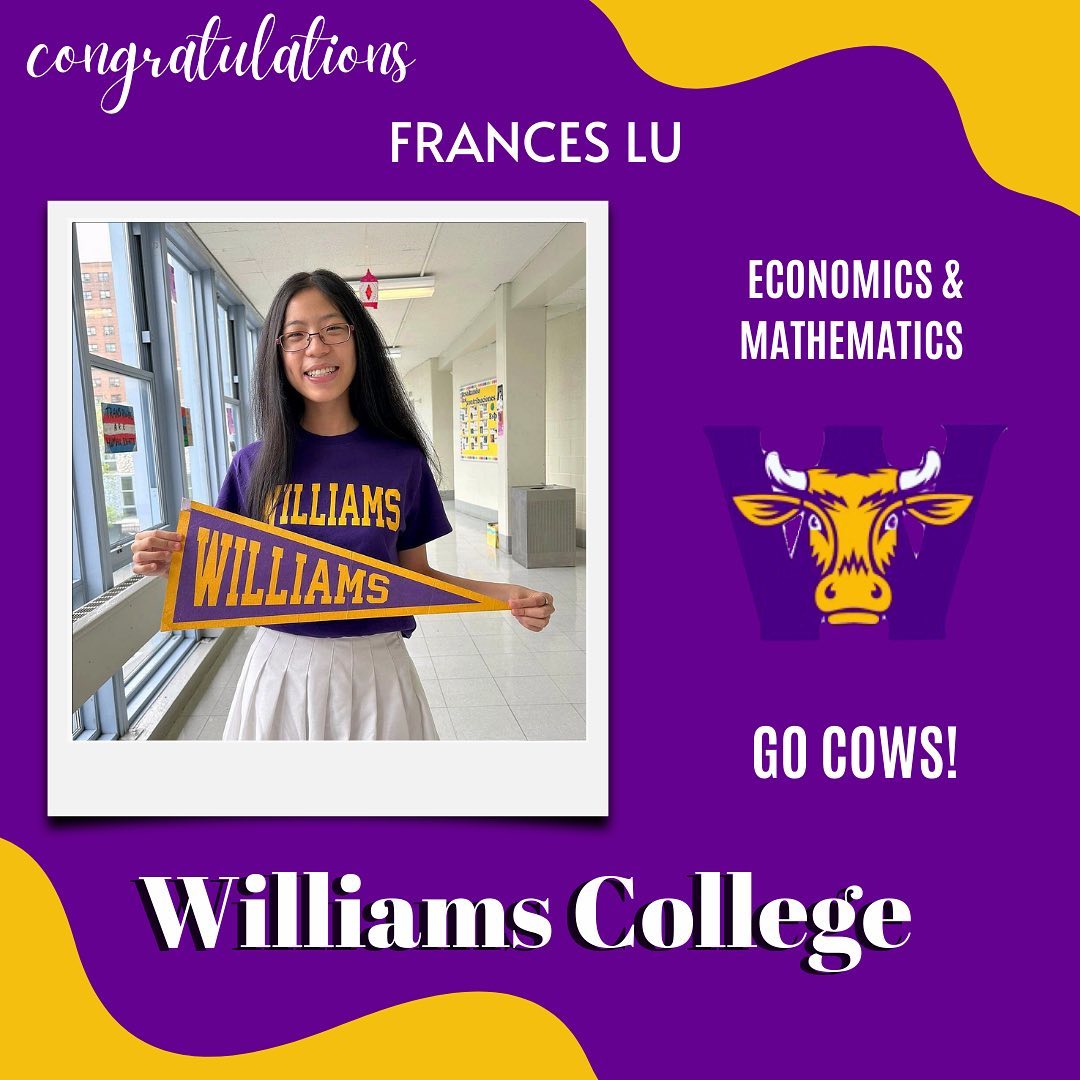 congratulations
FRANCES LU
ECONOMICS &
MATHEMATICS
WILLIAMS
WILLIAMS
W
GO COWS!
Williams College